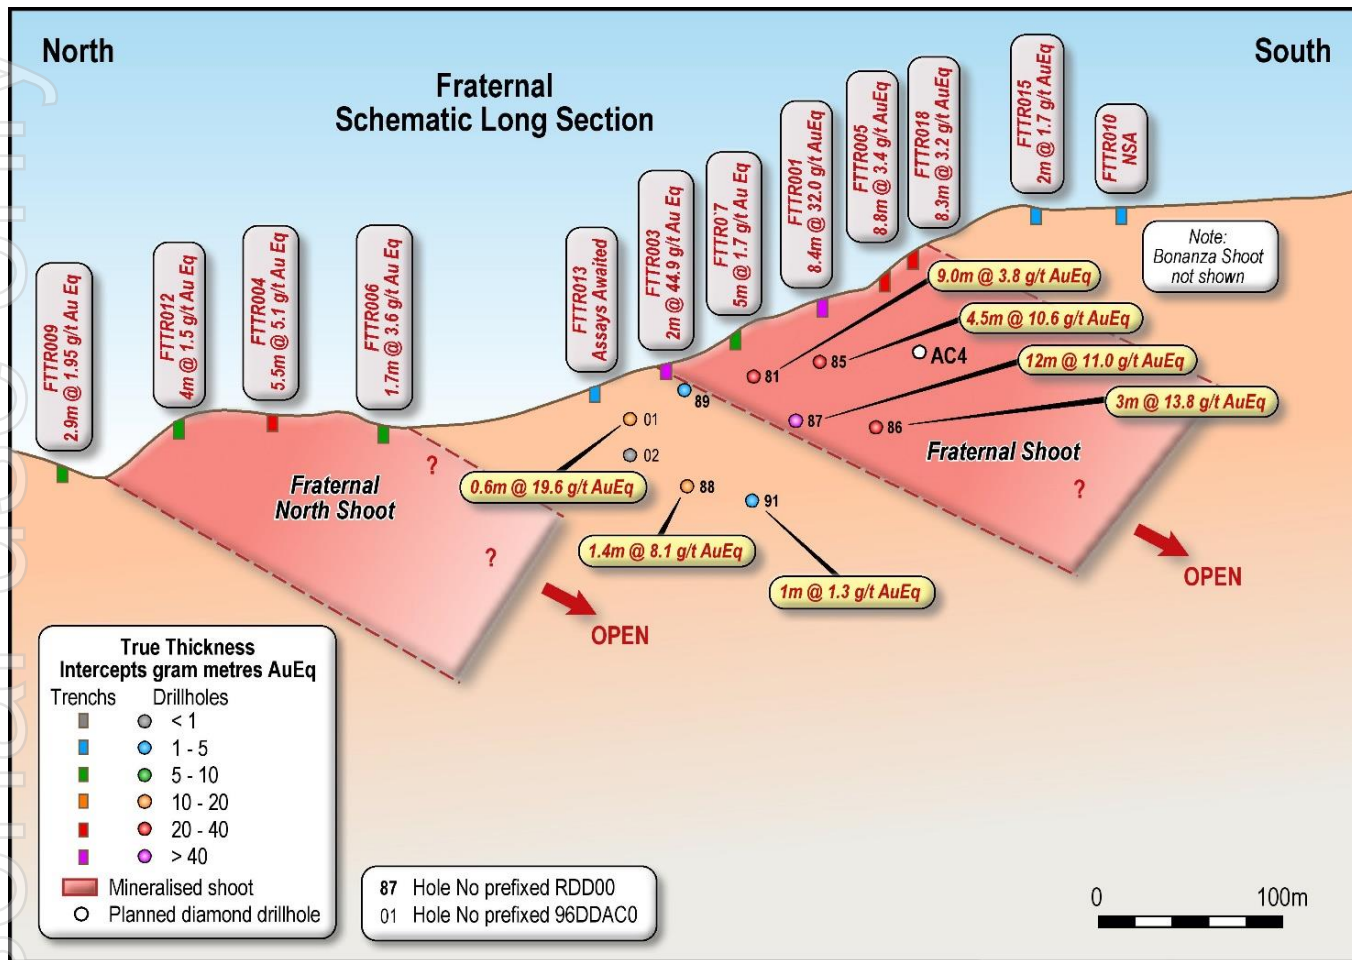 North
South
Fraternal
Schematic Long Section
FTTR009
2.9m @ 1.95 g/t Au Eq
FTTR012
4m @ 1.5 g/t Au Eq
FTTR004
5.5m @ 5.1 g/t Au Eq
FTTR006
1.7m @ 3.6 g/t Au Eq
FTTR013
Assays Awaited
FTTR003
2m @ 44.9 g/t Au Eq
FTTR0`7
5m @ 1.7 g/t Au Eq
FTTR001
8.4m @ 32.0 g/t AuEq
FTTR005
8.8m @ 3.4 g/t AuEq
FTTR018
8.3m @ 3.2 g/t AuEq
FTTR015
2m @ 1.7 g/t AuEq
FTTR010
NSA
Note:
Bonanza Shoot
not shown
9.0m @ 3.8 g/t AuEq
4.5m @ 10.6 g/t AuEq
12m @ 11.0 g/t AuEq
3m @ 13.8 g/t AuEq
81
85
AC4
89
87
86
01
02
88
91
Fraternal Shoot
?
OPEN
Fraternal
North Shoot
?
?
OPEN
0.6m @ 19.6 g/t AuEq
1.4m @ 8.1 g/t AuEq
1m @ 1.3 g/t AuEq
True Thickness
Intercepts gram metres AuEq
Trenchs Drillholes
< 1
1 - 5
5 - 10
10 - 20
20 - 40
> 40
Mineralised shoot
Planned diamond drillhole
87 Hole No prefixed RDD00
01 Hole No prefixed 96DDAC0
0 100m